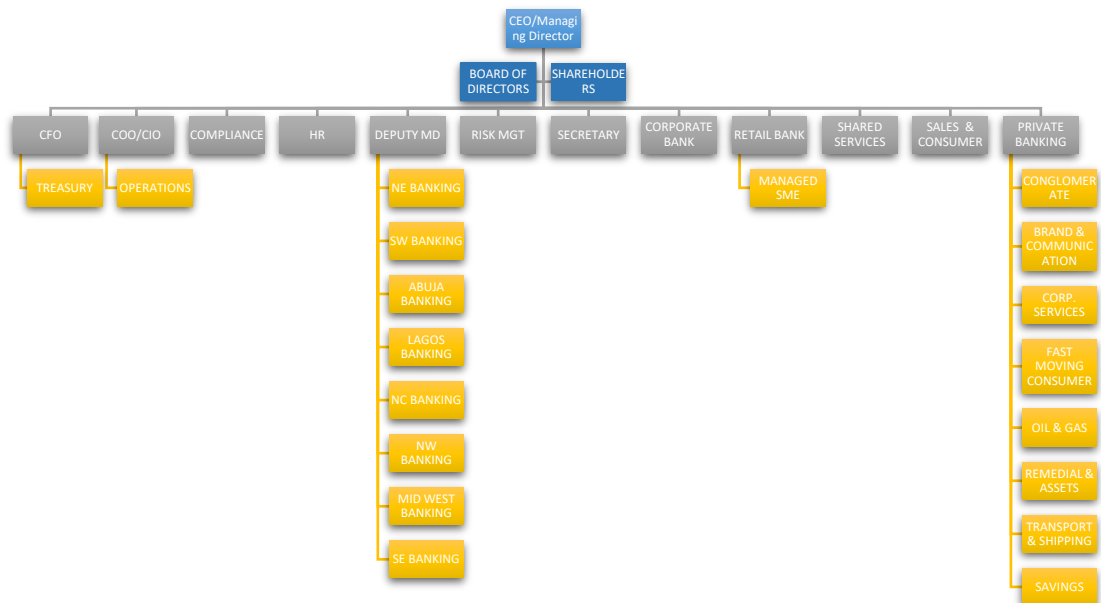 CEO/Managi
ng Director
BOARD OF
DIRECTORS
SHAREHOLDE
RS
CFO
COO/CIO
COMPLIANCE
HR
DEPUTY MD
RISK MGT
SECRETARY
CORPORATE
BANK
RETAIL BANK
SHARED
SERVICES
SALES &
CONSUMER
PRIVATE
BANKING
TREASURY
OPERATIONS
NE BANKING
SW BANKING
ABUJA
BANKING
LAGOS
BANKING
NC BANKING
NW
BANKING
MID WEST
BANKING
SE BANKING
MANAGED
SME
CONGLOMER
ATE
BRAND &
COMMUNIC
ATION
CORP.
SERVICES
FAST
MOVING
CONSUMER
OIL & GAS
REMEDIAL &
ASSETS
TRANSPORT
& SHIPPING
SAVINGS